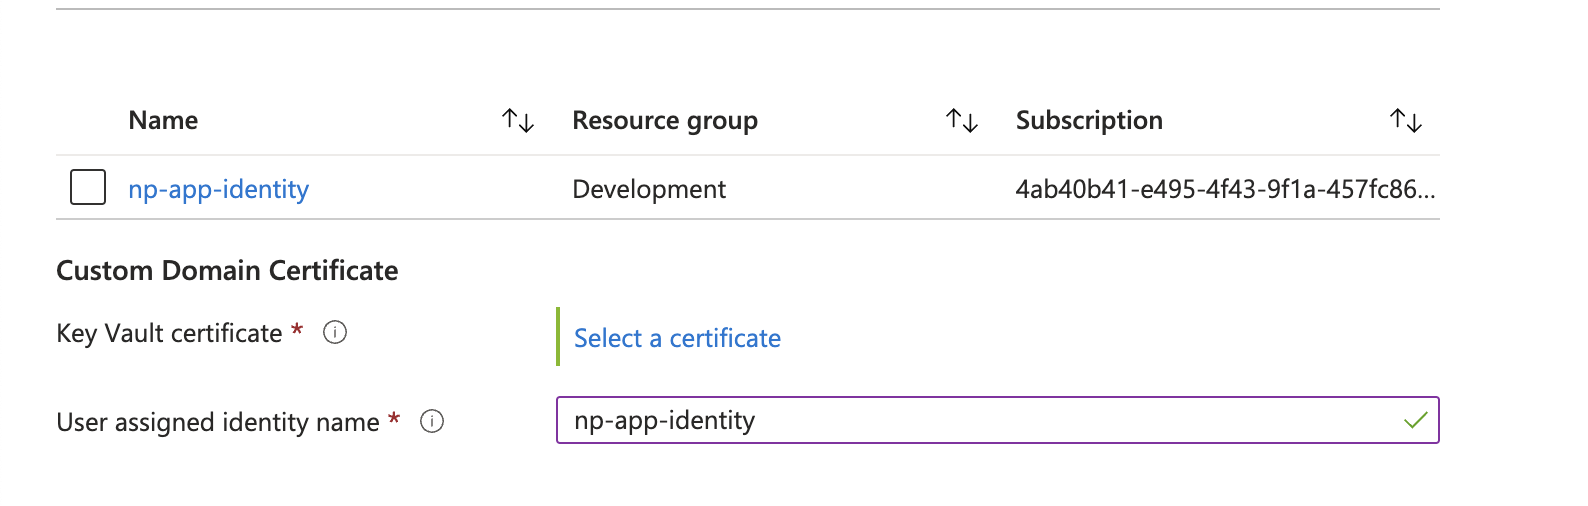 Name Resource group Subscription
np-app-identity Development 4ab40b41-e495-4f43-9f1a-457fc86...
Custom Domain Certificate
Key Vault certificate * Select a certificate
User assigned identity name * np-app-identity